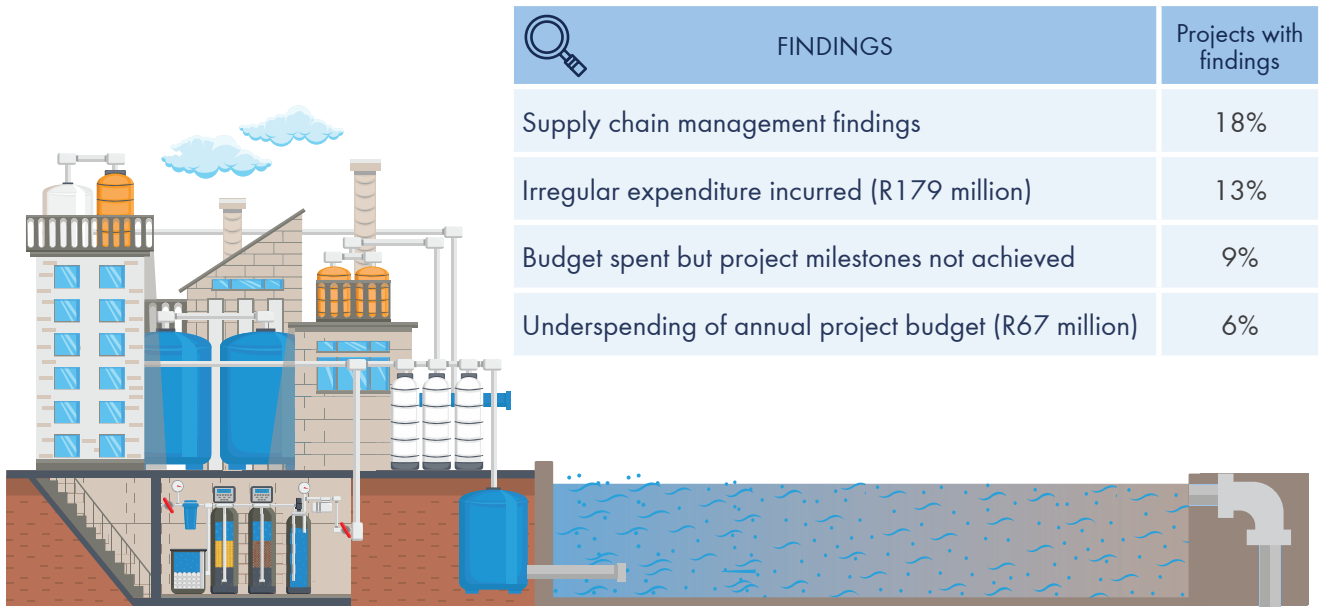 FINDINGS
Projects with
findings
Supply chain management findings
18%
Irregular expenditure incurred (R179 million)
13%
Budget spent but project milestones not achieved
9%
Underspending of annual project budget (R67 million)
6%